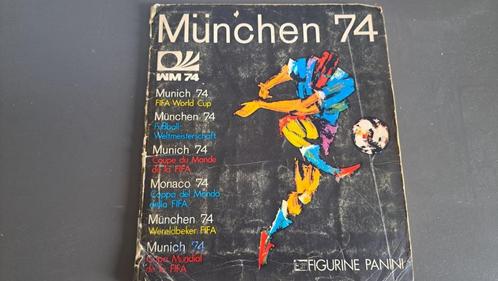 München 74
WM 74
Munich 74
FIFA World Cup
München 74
Fußball-
Weltmeisterschaft
Munich 74
Coupe du Monde
de la FIFA
Monaco 74
Coppa del Mondo
della FIFA
München 74
Wereldbeker FIFA
Munich 74
Copa Mundial
de la FIFA
FIGURINE PANINI